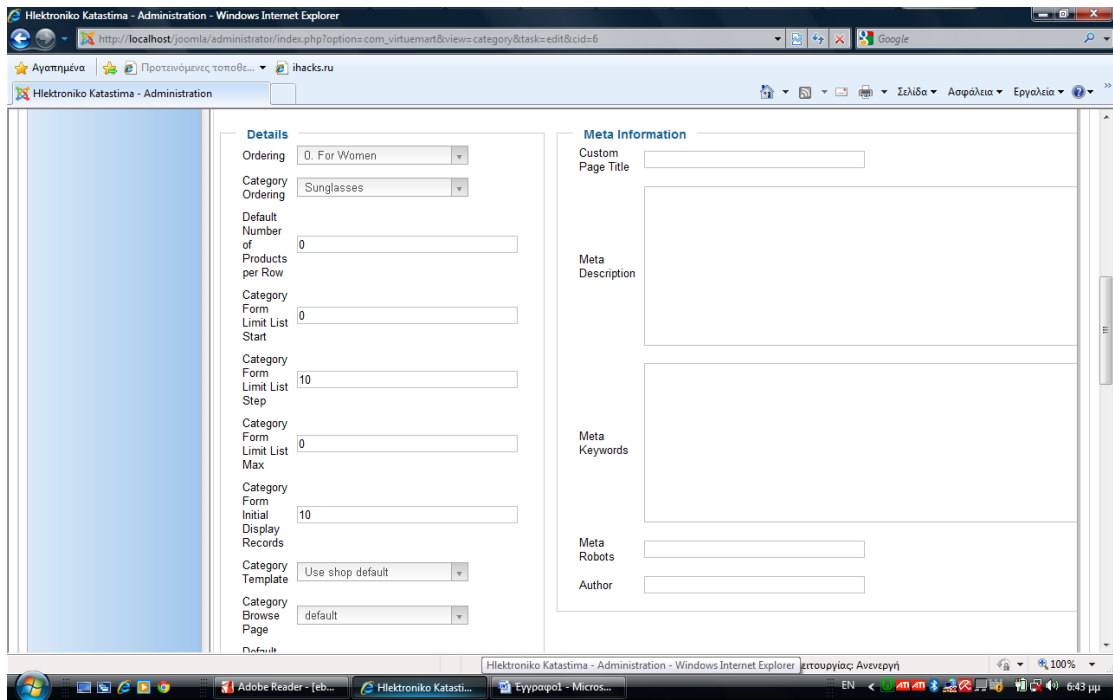 Hlektroniko Katastima - Administration - Windows Internet Explorer
http://localhost/joomla/administrator/index.php?option=com_virtuemart&view=category&task=edit&cid=6
Google
Αγαπημένα
Προτεινόμενες τοποθε...
ihacks.ru
Hlektroniko Katastima - Administration
Σελίδα
Ασφάλεια
Εργαλεία
Details
Ordering
0. For Women
Category
Ordering
Sunglasses
Default
Number
of
Products
per Row
0
Category
Form
Limit List
Start
0
Category
Form
Limit List
Step
10
Category
Form
Limit List
Max
0
Category
Form
Initial
Display
Records
10
Category
Template
Use shop default
Category
Browse
Page
default
Default
Meta Information
Custom
Page Title
Meta
Description
Meta
Keywords
Meta
Robots
Author
Hlektroniko Katastima - Administration - Windows Internet Explorer
ειτουργίας: Ανενεργή
100%
Adobe Reader - [eb...
Hlektroniko Katasti...
Έγγραφο1 - Micros...
EN
6:43 μμ